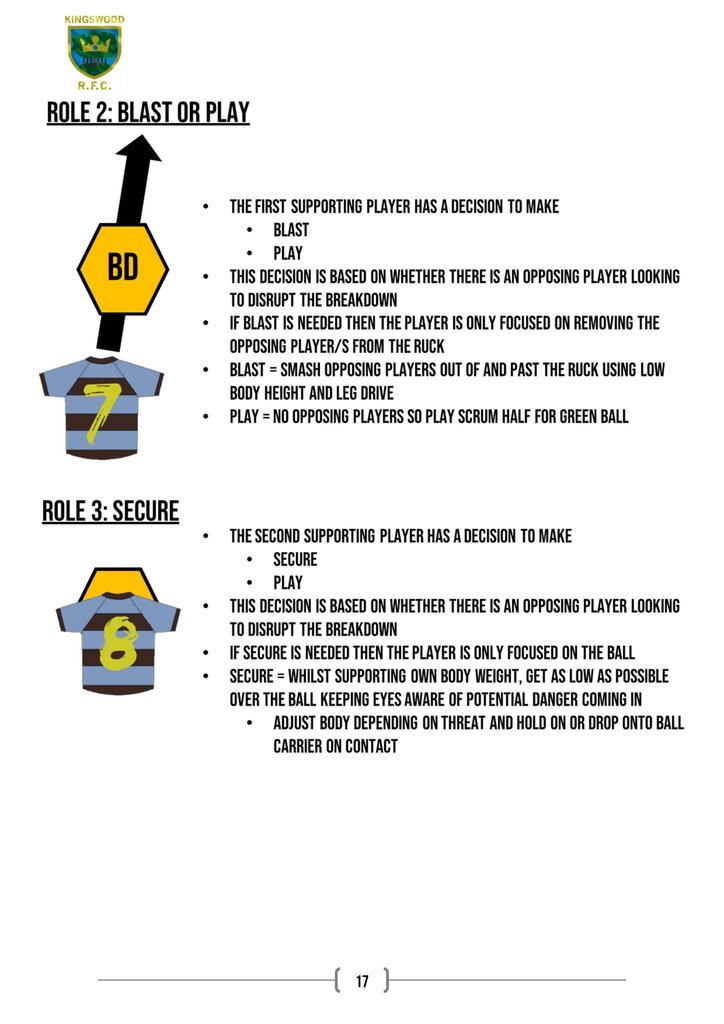 KINGSWOOD
R.F.C.
ROLE 2: BLAST OR PLAY
BD
7
• THE FIRST SUPPORTING PLAYER HAS A DECISION TO MAKE
• BLAST
• PLAY
• THIS DECISION IS BASED ON WHETHER THERE IS AN OPPOSING PLAYER LOOKING
TO DISRUPT THE BREAKDOWN
• IF BLAST IS NEEDED THEN THE PLAYER IS ONLY FOCUSED ON REMOVING THE
OPPOSING PLAYER/S FROM THE RUCK
• BLAST = SMASH OPPOSING PLAYERS OUT OF AND PAST THE RUCK USING LOW
BODY HEIGHT AND LEG DRIVE
• PLAY = NO OPPOSING PLAYERS SO PLAY SCRUM HALF FOR GREEN BALL
ROLE 3: SECURE
8
• THE SECOND SUPPORTING PLAYER HAS A DECISION TO MAKE
• SECURE
• PLAY
• THIS DECISION IS BASED ON WHETHER THERE IS AN OPPOSING PLAYER LOOKING
TO DISRUPT THE BREAKDOWN
• IF SECURE IS NEEDED THEN THE PLAYER IS ONLY FOCUSED ON THE BALL
• SECURE = WHILST SUPPORTING OWN BODY WEIGHT, GET AS LOW AS POSSIBLE
OVER THE BALL KEEPING EYES AWARE OF POTENTIAL DANGER COMING IN
• ADJUST BODY DEPENDING ON THREAT AND HOLD ON OR DROP ONTO BALL
CARRIER ON CONTACT
17